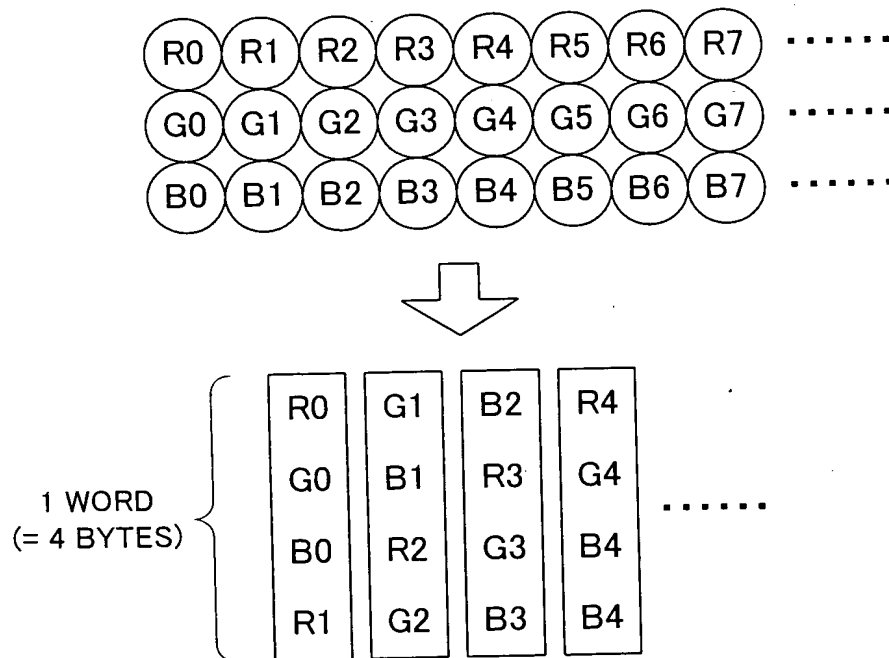 R0 R1 R2 R3 R4 R5 R6 R7 ······
G0 G1 G2 G3 G4 G5 G6 G7 ······
B0 B1 B2 B3 B4 B5 B6 B7 ······
R0 G1 B2 R4
G0 B1 R3 G4 ······
1 WORD
(= 4 BYTES)
B0 R2 G3 B4
R1 G2 B3 B4